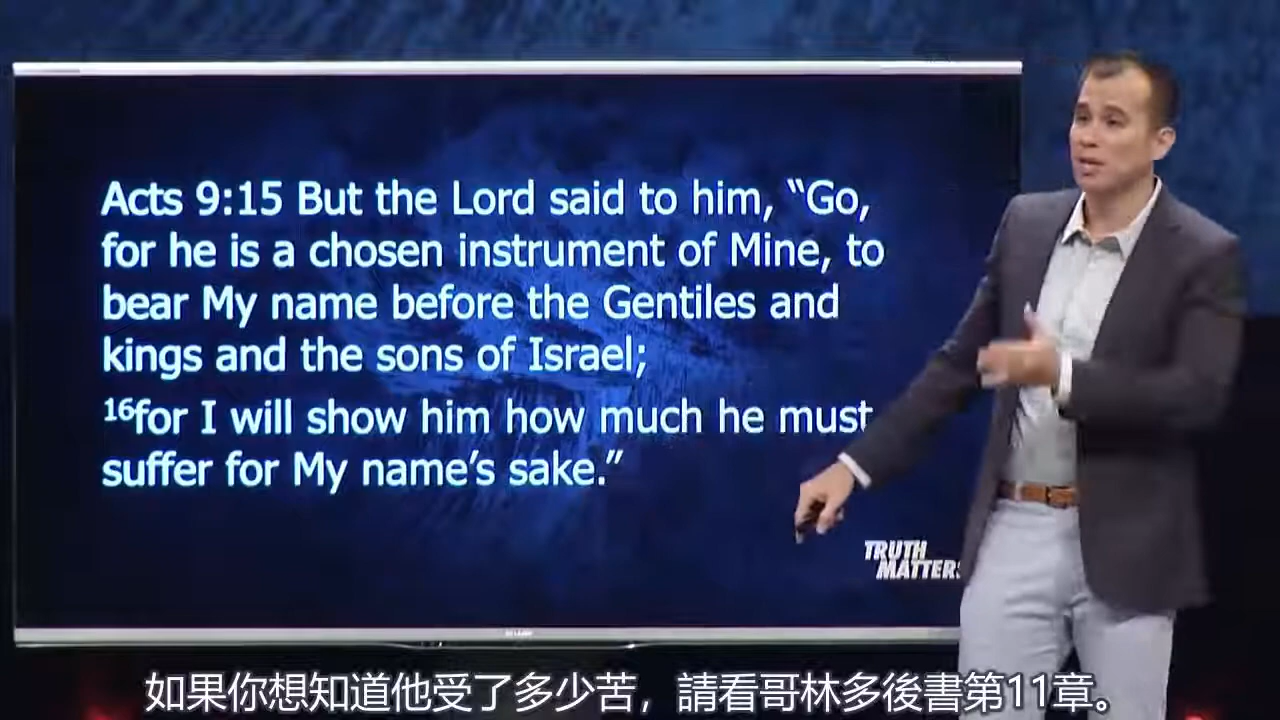 Acts 9:15 But the Lord said to him, “Go,
for he is a chosen instrument of Mine, to
bear My name before the Gentiles and
kings and the sons of Israel;
16for I will show him how much he must
suffer for My name’s sake.”
TRUTH
MATTERS
如果你想知道他受了多少苦，請看哥林多後書第11章。